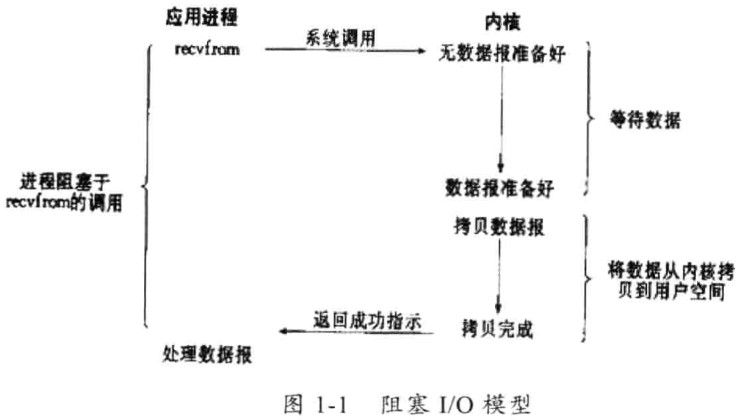 应用进程
内核
recvfrom
系统调用
无数据报准备好
等待数据
进程阻塞于
recvfrom的调用
数据报准备好
拷贝数据报
将数据从内核拷
贝到用户空间
返回成功指示
拷贝完成
处理数据报
图 1-1 阻塞 I/O 模型